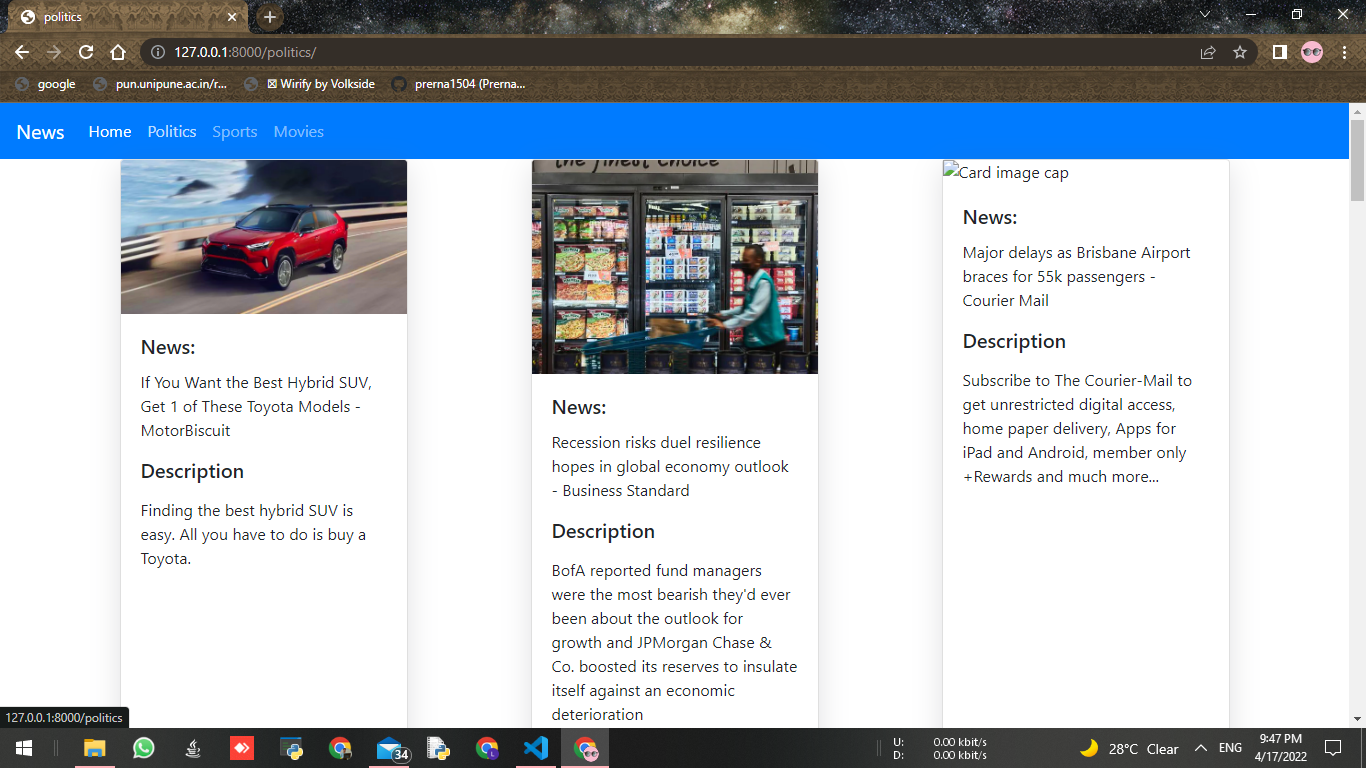 politics
127.0.0.1:8000/politics/
google
pun.unipune.ac.in/r...
Wirify by Volkside
prerna1504 (Prerna...
News Home Politics Sports Movies
the finest choice
News:
If You Want the Best Hybrid SUV,
Get 1 of These Toyota Models -
MotorBiscuit
Description
Finding the best hybrid SUV is
easy. All you have to do is buy a
Toyota.
News:
Recession risks duel resilience
hopes in global economy outlook
- Business Standard
Description
BofA reported fund managers
were the most bearish they'd ever
been about the outlook for
growth and JPMorgan Chase &
Co. boosted its reserves to insulate
itself against an economic
deterioration
Card image cap
News:
Major delays as Brisbane Airport
braces for 55k passengers -
Courier Mail
Description
Subscribe to The Courier-Mail to
get unrestricted digital access,
home paper delivery, Apps for
iPad and Android, member only
+Rewards and much more...
127.0.0.1:8000/politics
34
L
U: 0.00 kbit/s
D: 0.00 kbit/s
28°C Clear
ENG
9:47 PM
4/17/2022